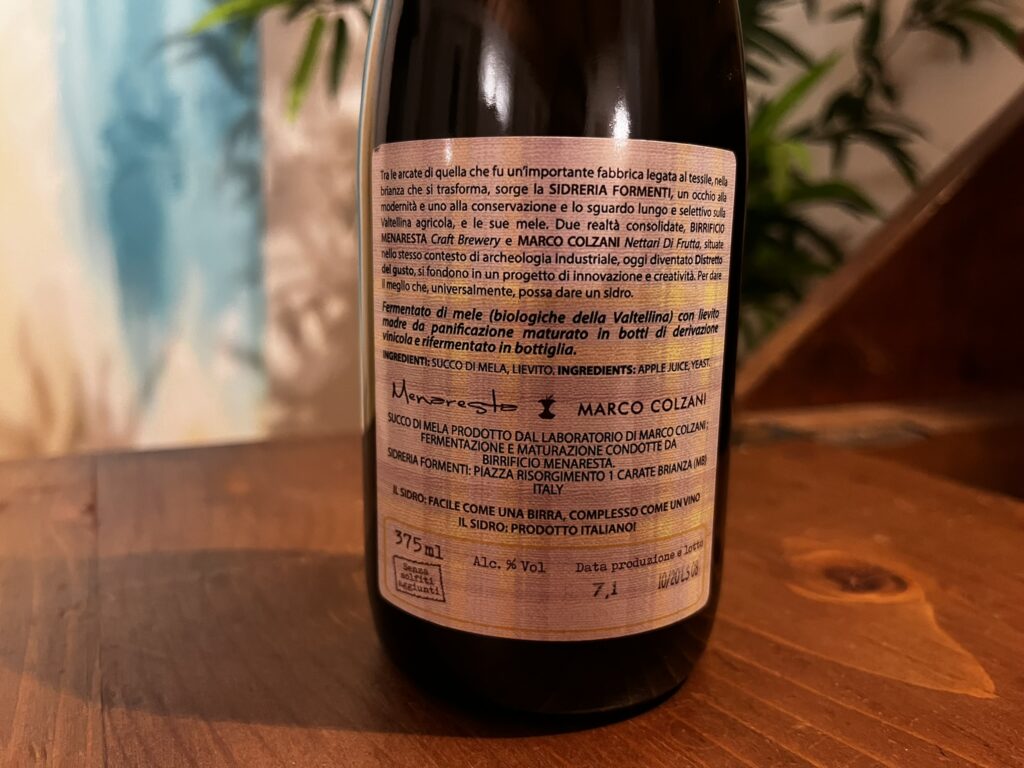 Tra le arcate di quella che fu un'importante fabbrica legata al tessile, nella
brianza che si trasforma, sorge la SIDRERIA FORMENTI, un occhio alla
modernità e uno alla conservazione e lo sguardo lungo e selettivo sulla
Valtellina agricola, e le sue mele. Due realtà consolidate, BIRRIFICIO
MENARESTA Craft Brewery e MARCO COLZANI Nettari Di Frutta, situate
nello stesso contesto di archeologia Industriale, oggi diventato Distretto
del gusto, si fondono in un progetto di innovazione e creatività. Per dare
il meglio che, universalmente, possa dare un sidro.
Fermentato di mele (biologiche della Valtellina) con lievito
madre da panificazione maturato in botti di derivazione
vinicola e rifermentato in bottiglia.
INGREDIENTI: SUCCO DI MELA, LIEVITO. INGREDIENTS: APPLE JUICE, YEAST.
Menaresta MARCO COLZANI
SUCCO DI MELA PRODOTTO DAL LABORATORIO DI MARCO COLZANI;
FERMENTAZIONE E MATURAZIONE CONDOTTE DA
BIRRIFICIO MENARESTA.
SIDRERIA FORMENTI: PIAZZA RISORGIMENTO 1 CARATE BRIANZA (MB)
ITALY
IL SIDRO: FACILE COME UNA BIRRA, COMPLESSO COME UN VINO
IL SIDRO: PRODOTTO ITALIANO!
375ml Alc. % Vol Data produzione e lotto
7,1
Senza
solfiti
aggiunti